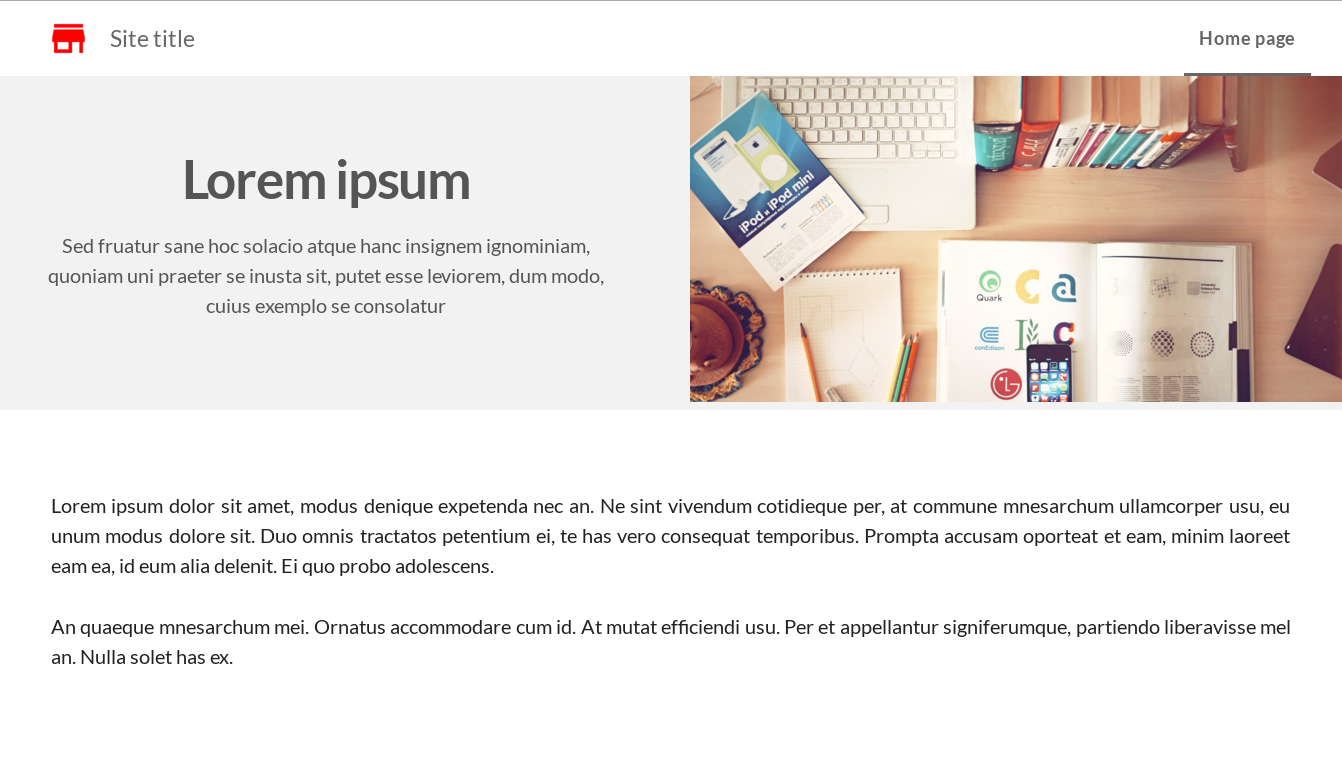 Site title
Home page
Lorem ipsum
Sed fruatur sane hoc solacio atque hanc insignem ignominiam,
quoniam uni praeter se inusta sit, putet esse leviorem, dum modo,
cuius exemplo se consolatur
iPod и iPod mini
Quark
conEdison
LG
Lorem ipsum dolor sit amet, modus denique expetenda nec an. Ne sint vivendum cotidieque per, at commune mnesarchum ullamcorper usu, eu
unum modus dolore sit. Duo omnis tractatos petentium ei, te has vero consequat temporibus. Prompta accusam oporteat et eam, minim laoreet
eam ea, id eum alia delenit. Ei quo probo adolescens.
An quaeque mnesarchum mei. Ornatus accommodare cum id. At mutat efficiendi usu. Per et appellantur signiferumque, partiendo liberavisse mel
an. Nulla solet has ex.